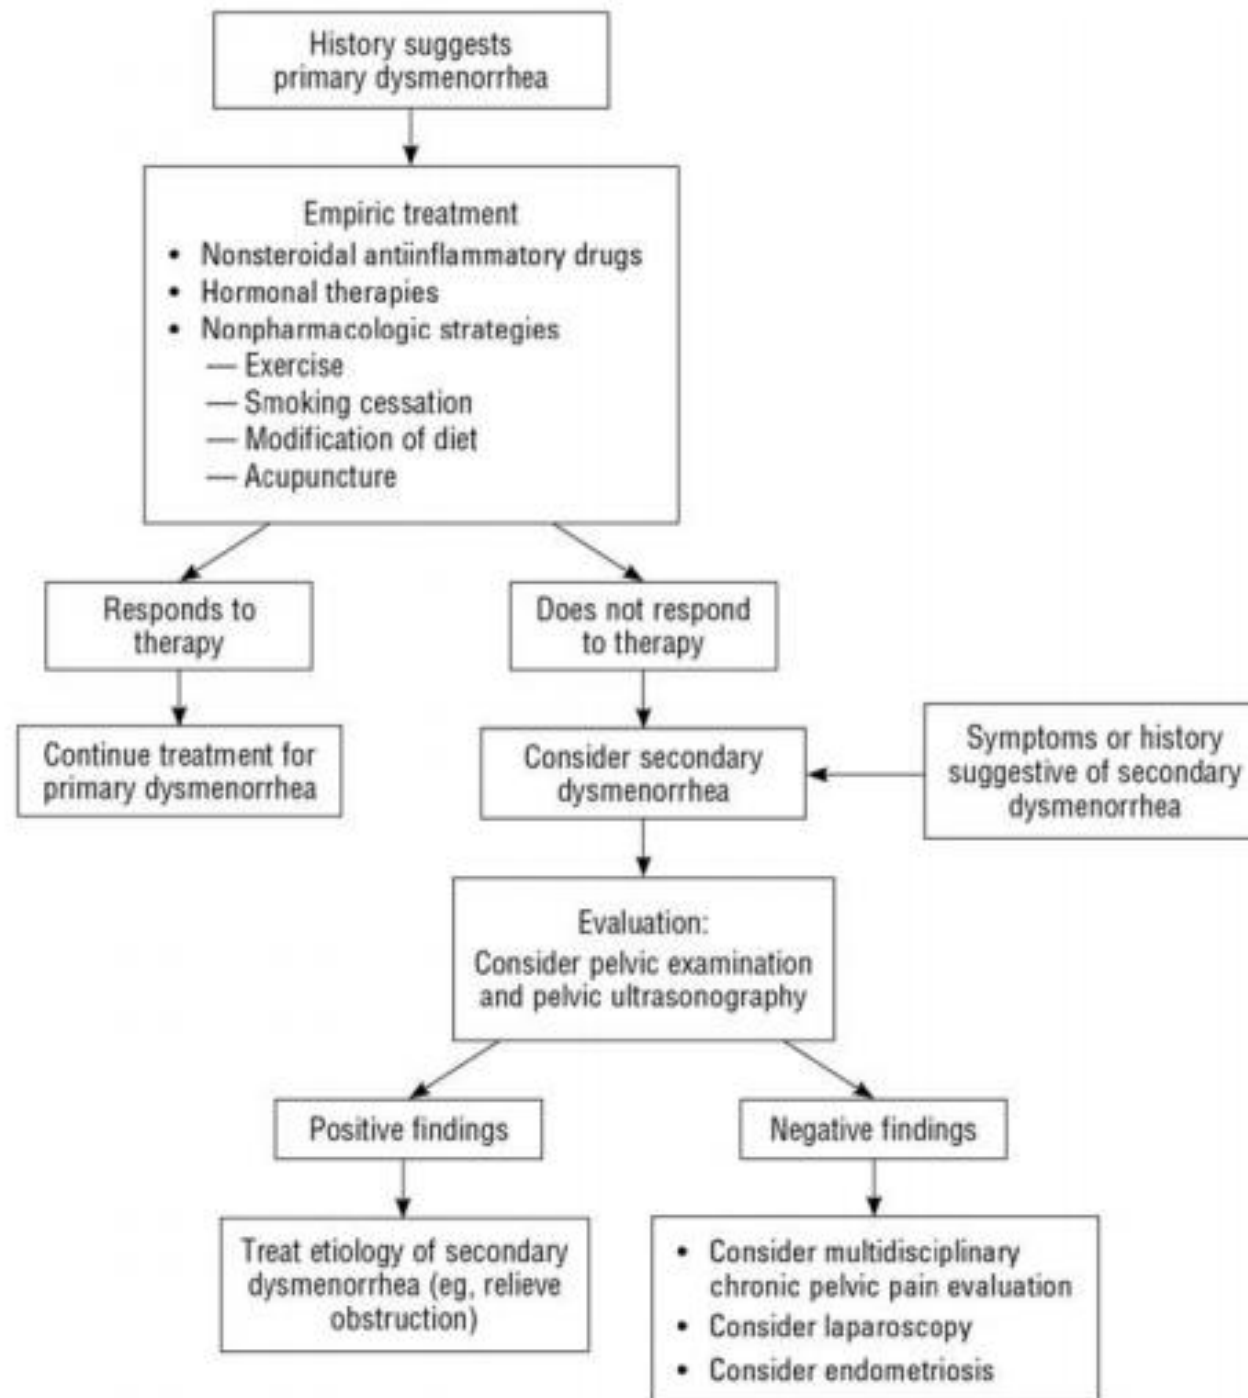 History suggests
primary dysmenorrhea
Empiric treatment
• Nonsteroidal antiinflammatory drugs
• Hormonal therapies
• Nonpharmacologic strategies
— Exercise
— Smoking cessation
— Modification of diet
— Acupuncture
Responds to
therapy
Does not respond
to therapy
Continue treatment for
primary dysmenorrhea
Consider secondary
dysmenorrhea
Symptoms or history
suggestive of secondary
dysmenorrhea
Evaluation:
Consider pelvic examination
and pelvic ultrasonography
Positive findings
Negative findings
Treat etiology of secondary
dysmenorrhea (eg, relieve
obstruction)
• Consider multidisciplinary
chronic pelvic pain evaluation
• Consider laparoscopy
• Consider endometriosis